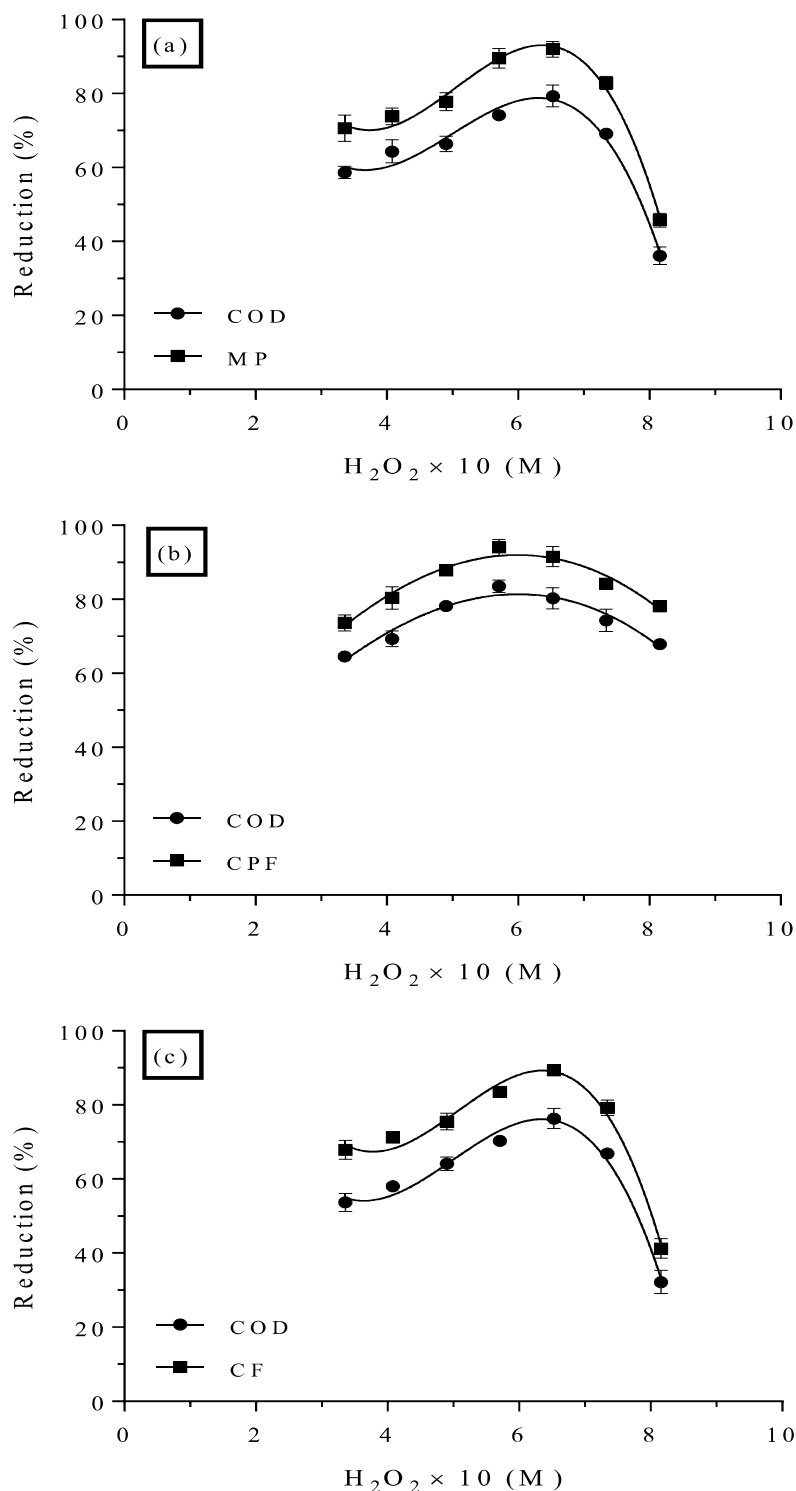 (a)
Reduction (%)
100
80
60
40
20
0
COD
MP
0 2 4 6 8 10
H₂O₂ × 10 (M)
(b)
Reduction (%)
100
80
60
40
20
0
COD
CPF
0 2 4 6 8 10
H₂O₂ × 10 (M)
(c)
Reduction (%)
100
80
60
40
20
0
COD
CF
0 2 4 6 8 10
H₂O₂ × 10 (M)